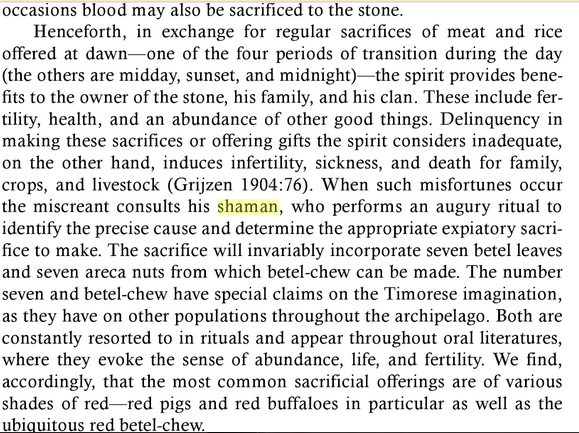 occasions blood may also be sacrificed to the stone.
Henceforth, in exchange for regular sacrifices of meat and rice
offered at dawn—one of the four periods of transition during the day
(the others are midday, sunset, and midnight)—the spirit provides bene-
fits to the owner of the stone, his family, and his clan. These include fer-
tility, health, and an abundance of other good things. Delinquency in
making these sacrifices or offering gifts the spirit considers inadequate,
on the other hand, induces infertility, sickness, and death for family,
crops, and livestock (Grijzen 1904:76). When such misfortunes occur
the miscreant consults his shaman, who performs an augury ritual to
identify the precise cause and determine the appropriate expiatory sacri-
fice to make. The sacrifice will invariably incorporate seven betel leaves
and seven areca nuts from which betel-chew can be made. The number
seven and betel-chew have special claims on the Timorese imagination,
as they have on other populations throughout the archipelago. Both are
constantly resorted to in rituals and appear throughout oral literatures,
where they evoke the sense of abundance, life, and fertility. We find,
accordingly, that the most common sacrificial offerings are of various
shades of red—red pigs and red buffaloes in particular as well as the
ubiquitous red betel-chew.